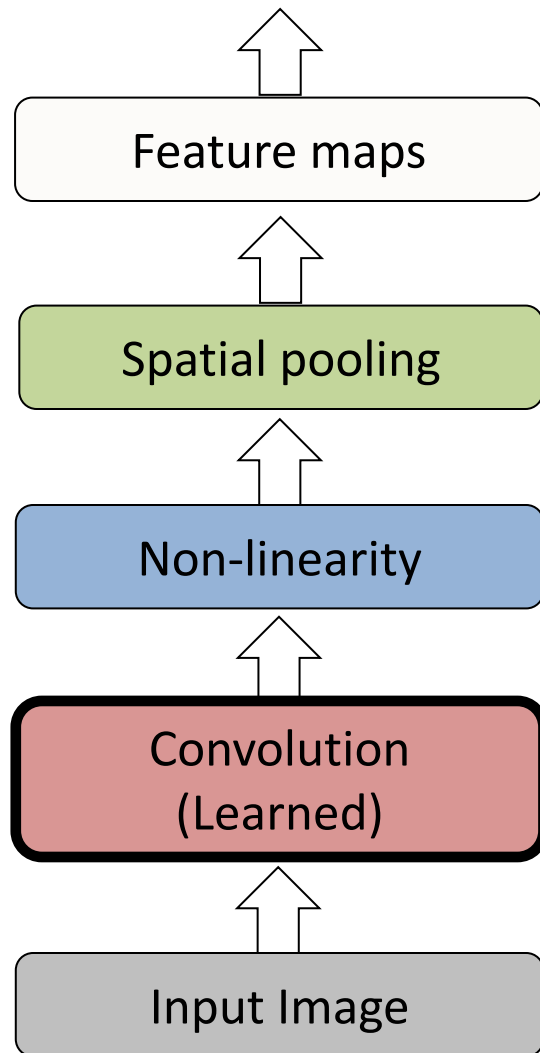 Feature maps
Spatial pooling
Non-linearity
Convolution
(Learned)
Input Image